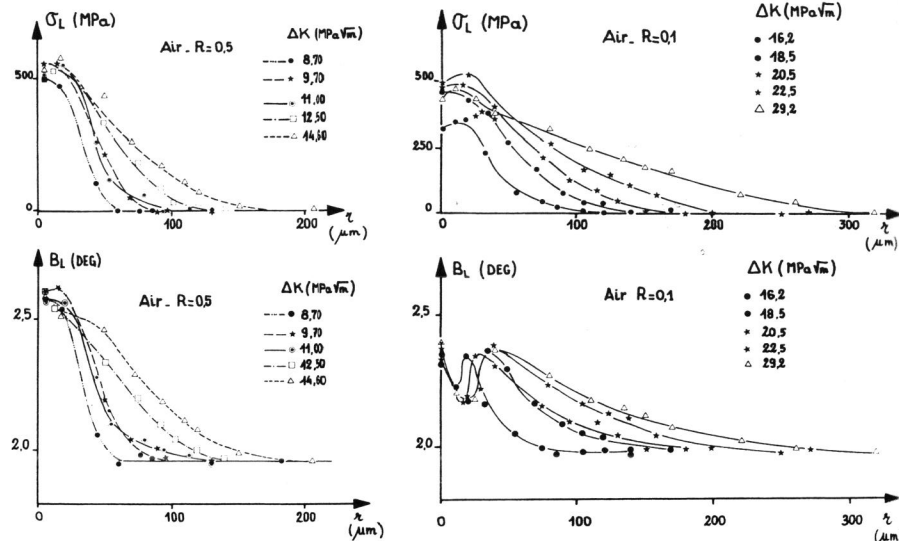 σL (MPa)
Air - R=0,5
ΔK (MPa√m)
8,70
9,70
11,00
12,50
14,60
500
0
0
100
200
r
(μm)
σL (MPa)
Air - R=0,1
ΔK (MPa√m)
16,2
18,5
20,5
22,5
29,2
500
250
0
0
100
200
300
r
(μm)
BL (DEG)
Air - R=0,5
ΔK (MPa√m)
8,70
9,70
11,00
12,50
14,60
2,5
2,0
0
100
200
r
(μm)
BL (DEG)
Air R=0,1
ΔK (MPa√m)
16,2
18,5
20,5
22,5
29,2
2,5
2,0
0
100
200
300
r
(μm)